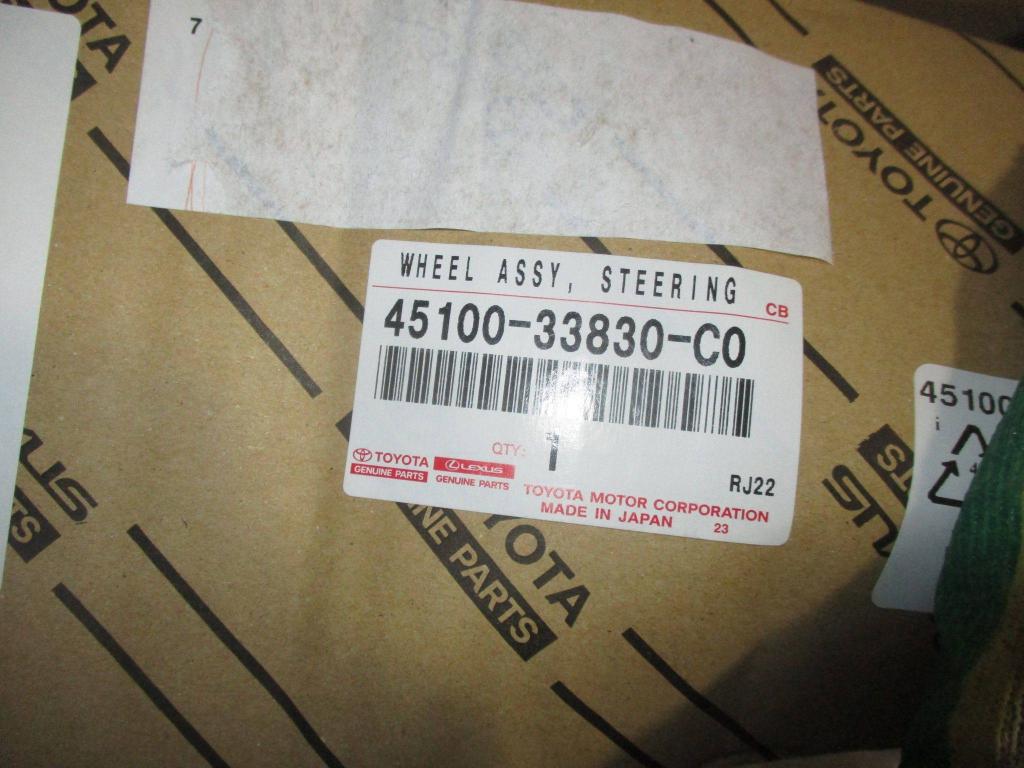 7
TOYOTA
TOYOTA
GENUINE PARTS
WHEEL ASSY, STEERING
CB
45100-33830-C0
QTY: 1
TOYOTA
GENUINE PARTS
LEXUS
GENUINE PARTS
RJ22
TOYOTA MOTOR CORPORATION
MADE IN JAPAN 23
45100
i
TOYOTA
PARTS